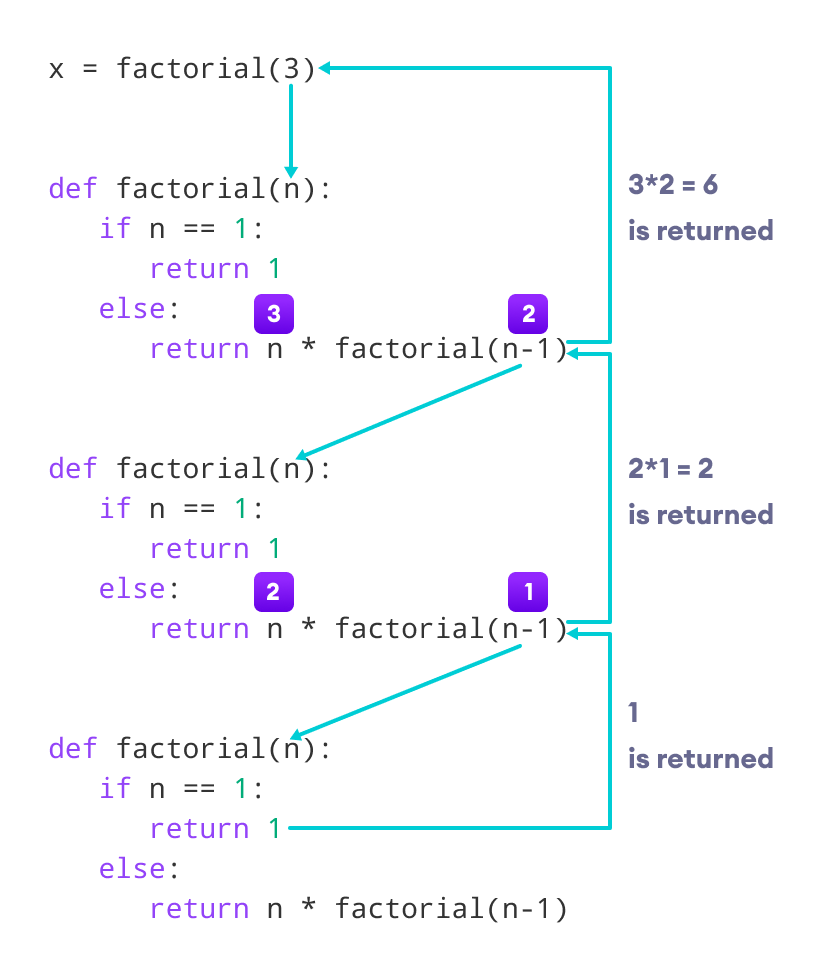 x = factorial(3)
def factorial(n):
3*2 = 6
if n == 1:
is returned
return 1
else:
3
2
return n * factorial(n-1)
def factorial(n):
2*1 = 2
if n == 1:
is returned
return 1
else:
2
1
return n * factorial(n-1)
1
def factorial(n):
is returned
if n == 1:
return 1
else:
return n * factorial(n-1)